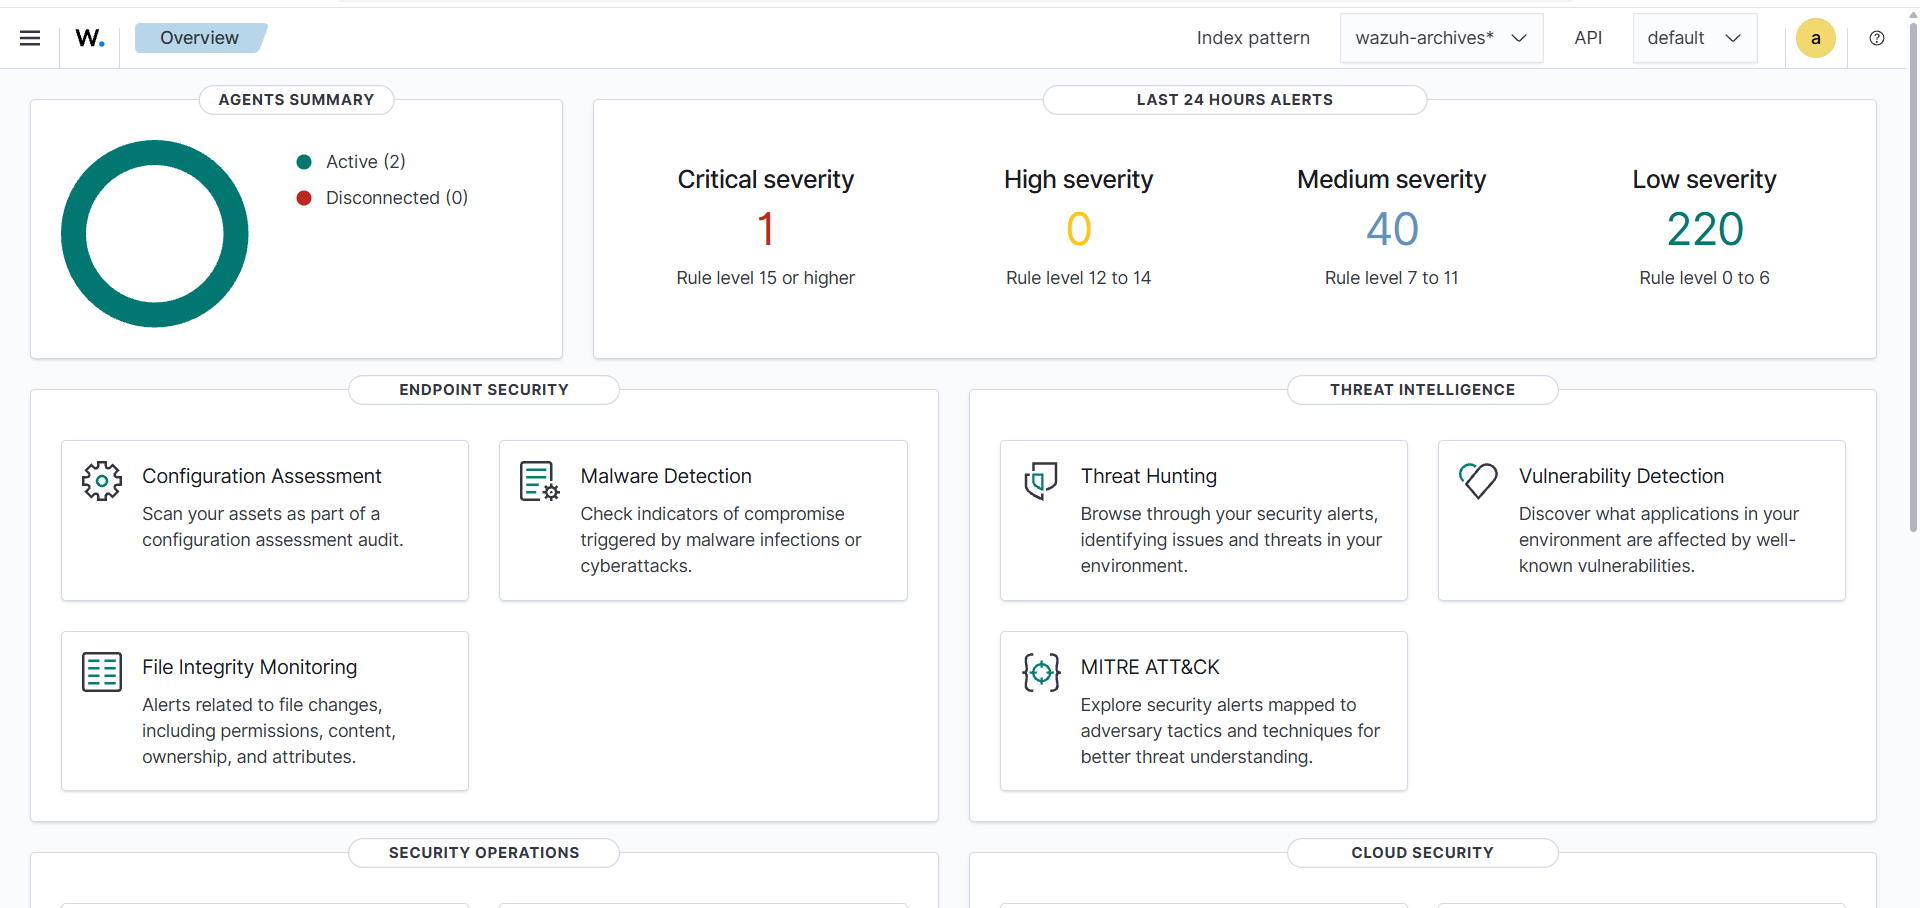 W.
Overview
Index pattern
wazuh-archives*
API
default
a
AGENTS SUMMARY
Active (2)
Disconnected (0)
LAST 24 HOURS ALERTS
Critical severity
1
Rule level 15 or higher
High severity
0
Rule level 12 to 14
Medium severity
40
Rule level 7 to 11
Low severity
220
Rule level 0 to 6
ENDPOINT SECURITY
Configuration Assessment
Scan your assets as part of a
configuration assessment audit.
Malware Detection
Check indicators of compromise
triggered by malware infections or
cyberattacks.
File Integrity Monitoring
Alerts related to file changes,
including permissions, content,
ownership, and attributes.
THREAT INTELLIGENCE
Threat Hunting
Browse through your security alerts,
identifying issues and threats in your
environment.
Vulnerability Detection
Discover what applications in your
environment are affected by well-
known vulnerabilities.
MITRE ATT&CK
Explore security alerts mapped to
adversary tactics and techniques for
better threat understanding.
SECURITY OPERATIONS
CLOUD SECURITY